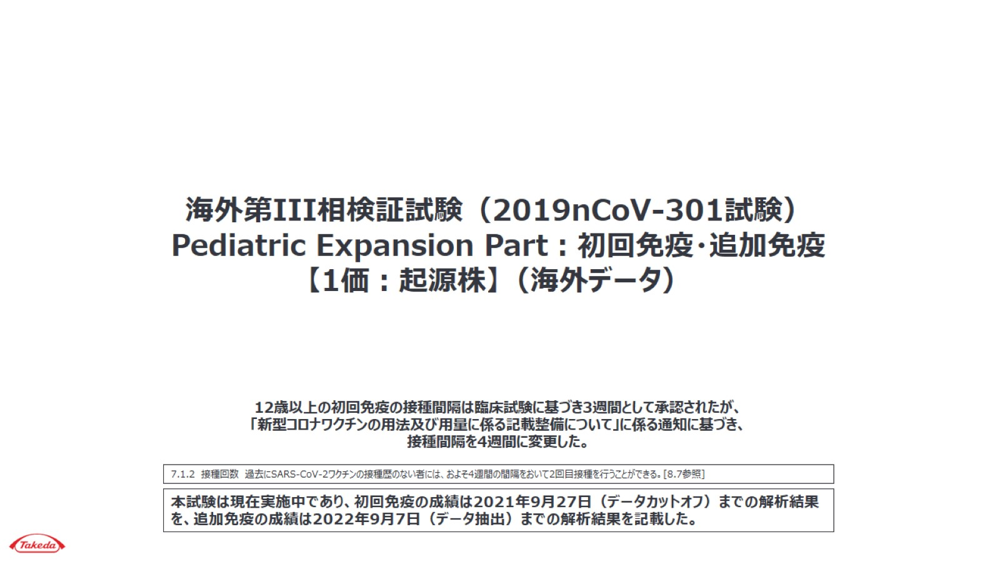 海外第III相検証試験（2019nCoV-301試験）
Pediatric Expansion Part：初回免疫・追加免疫
【1価：起源株】（海外データ）
12歳以上の初回免疫の接種間隔は臨床試験に基づき3週間として承認されたが、
「新型コロナワクチンの用法及び用量に係る記載整備について」に係る通知に基づき、
接種間隔を4週間に変更した。
7.1.2 接種回数 過去にSARS-CoV-2ワクチンの接種歴のない者には、およそ4週間の間隔をおいて2回目接種を行うことができる。[8.7参照]
本試験は現在実施中であり、初回免疫の成績は2021年9月27日（データカットオフ）までの解析結果
を、追加免疫の成績は2022年9月7日（データ抽出）までの解析結果を記載した。
Takeda